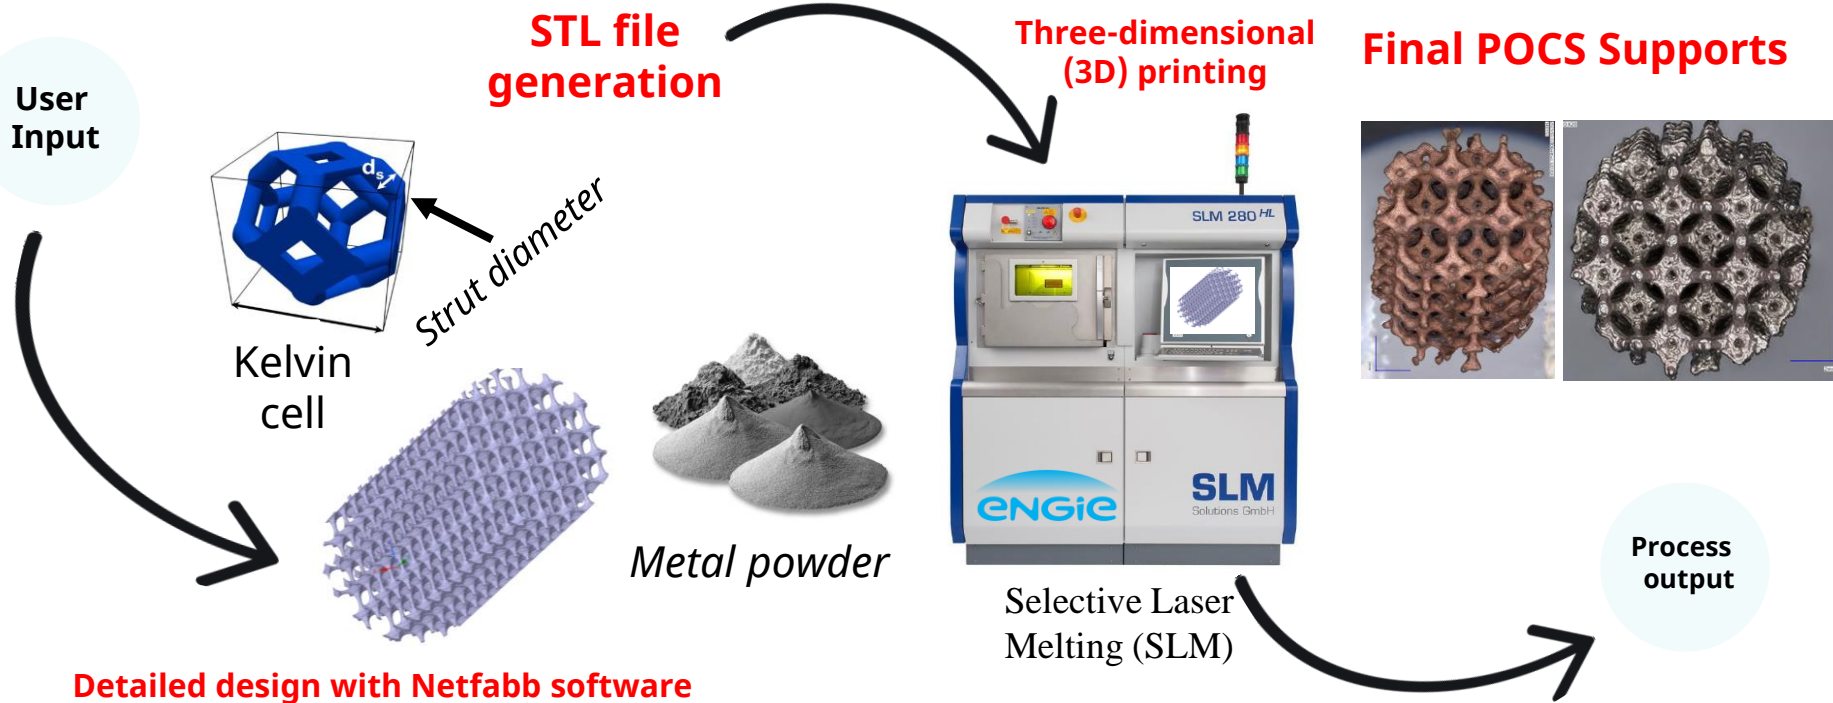 User
Input
STL file
generation
Three-dimensional
(3D) printing
Final POCS Supports
ds
Strut diameter
Kelvin
cell
SLM 280 HL
Metal powder
ENGIE
SLM
Solutions GmbH
Selective Laser
Melting (SLM)
Process
output
Detailed design with Netfabb software